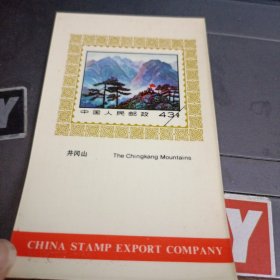 中国人民邮政 43分
井冈山 The Chingkang Mountains
CHINA STAMP EXPORT COMPANY